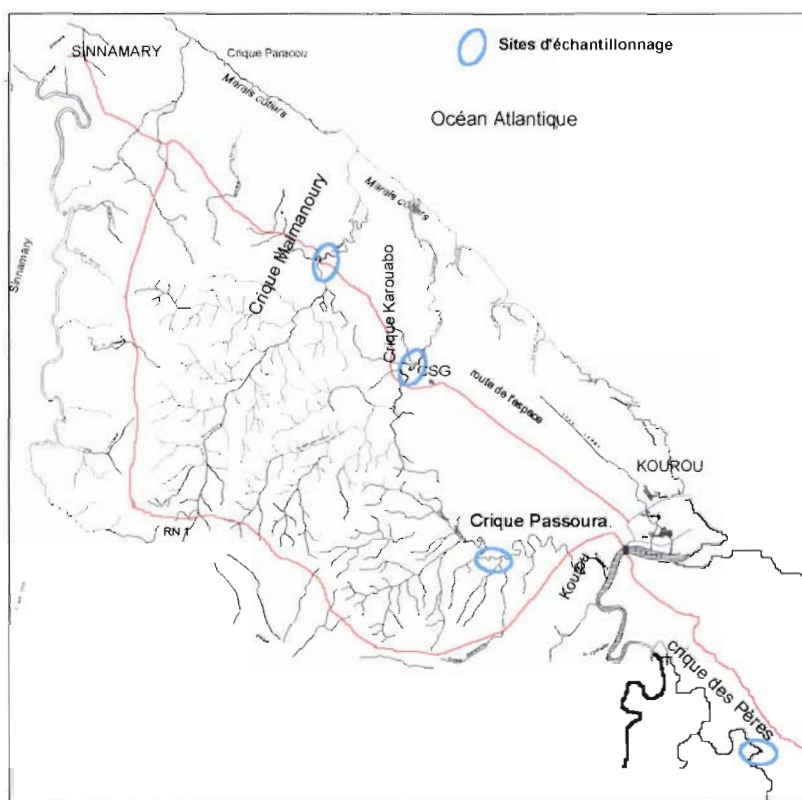 SINNAMARY
Crique Paracou
Sites d'échantillonnage
Marais côtiers
Océan Atlantique
Marais côtiers
Crique Malmanoury
Sinnamary
Crique Karouabo
CSG
route de l'espace
KOUROU
Crique Passoura
RN 1
Kourou
crique des Pères